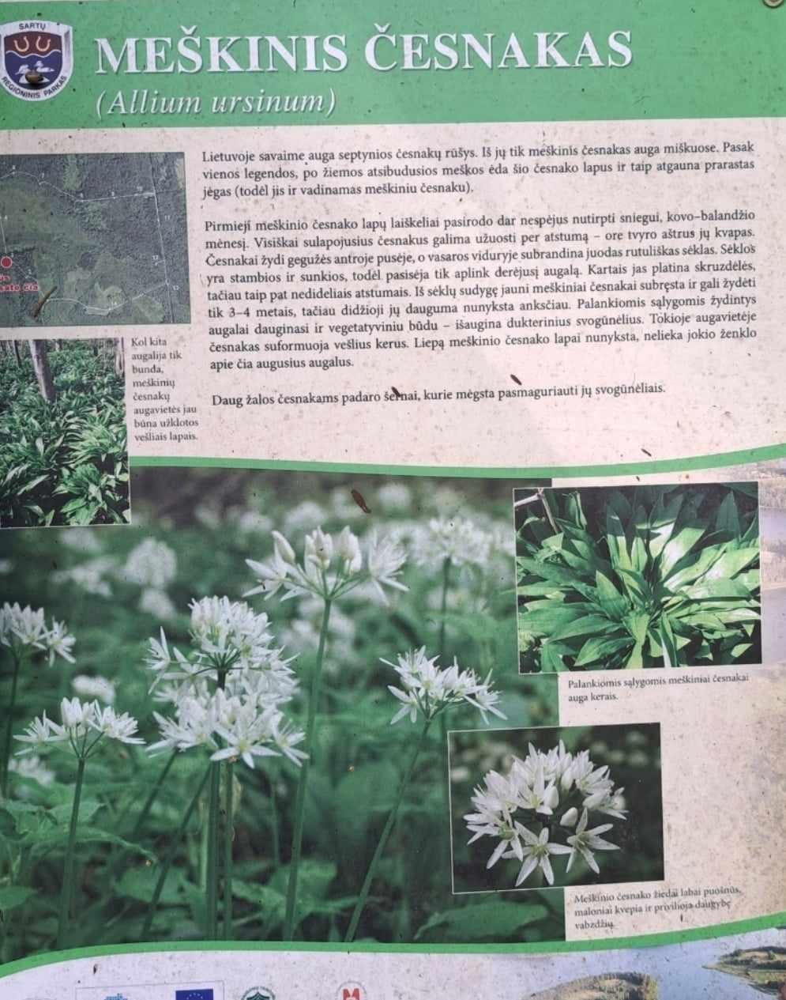 SARTŲ
REGIONINIS PARKAS
MEŠKINIS ČESNAKAS
(Allium ursinum)
Lietuvoje savaime auga septynios česnakų rūšys. Iš jų tik meškinis česnakas auga miškuose. Pasak
vienos legendos, po žiemos atsibudusios meškos ėda šio česnako lapus ir taip atgauna prarastas
jėgas (todėl jis ir vadinamas meškiniu česnaku).
Pirmieji meškinio česnako lapų laiškeliai pasirodo dar nespėjus nutirpti sniegui, kovo–balandžio
mėnesį. Visiškai sulapojusius česnakus galima užuosti per atstumą – ore tvyro aštrus jų kvapas.
Česnakai žydi gegužės antroje pusėje, o vasaros viduryje subrandina juodas rutuliškas sėklas. Sėklos
yra stambios ir sunkios, todėl pasisėja tik aplink derėjusį augalą. Kartais jas platina skruzdėlės,
tačiau taip pat nedideliais atstumais. Iš sėklų sudygę jauni meškiniai česnakai subręsta ir gali žydėti
tik 3–4 metais, tačiau didžioji jų dauguma nunyksta anksčiau. Palankiomis sąlygomis žydintys
augalai dauginasi ir vegetatyviniu būdu – išaugina dukterinius svogūnėlius. Tokioje augavietėje
česnakas suformuoja vešlius kerus. Liepą meškinio česnako lapai nunyksta, nelieka jokio ženklo
apie čia augusius augalus.
Daug žalos česnakams padaro šernai, kurie mėgsta pasmaguriauti jų svogūnėliais.
Kol kita
augalija tik
bunda,
meškinių
česnakų
augavietės jau
būna užklotos
vešliais lapais.
Palankiomis sąlygomis meškiniai česnakai
auga kerais.
Meškinio česnako žiedai labai puošnūs,
maloniai kvepia ir privilioja daugybę
vabzdžių.